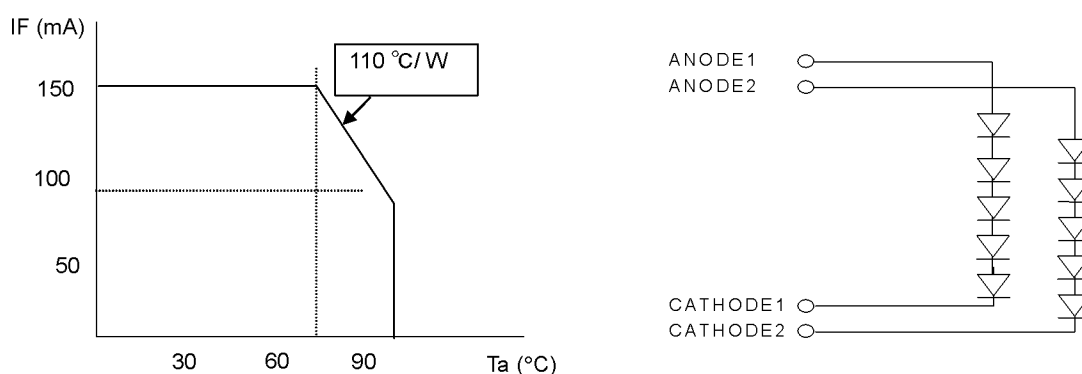 IF (mA)
110 °C/ W
150
100
50
30 60 90 Ta (°C)
ANODE1
ANODE2
CATHODE1
CATHODE2